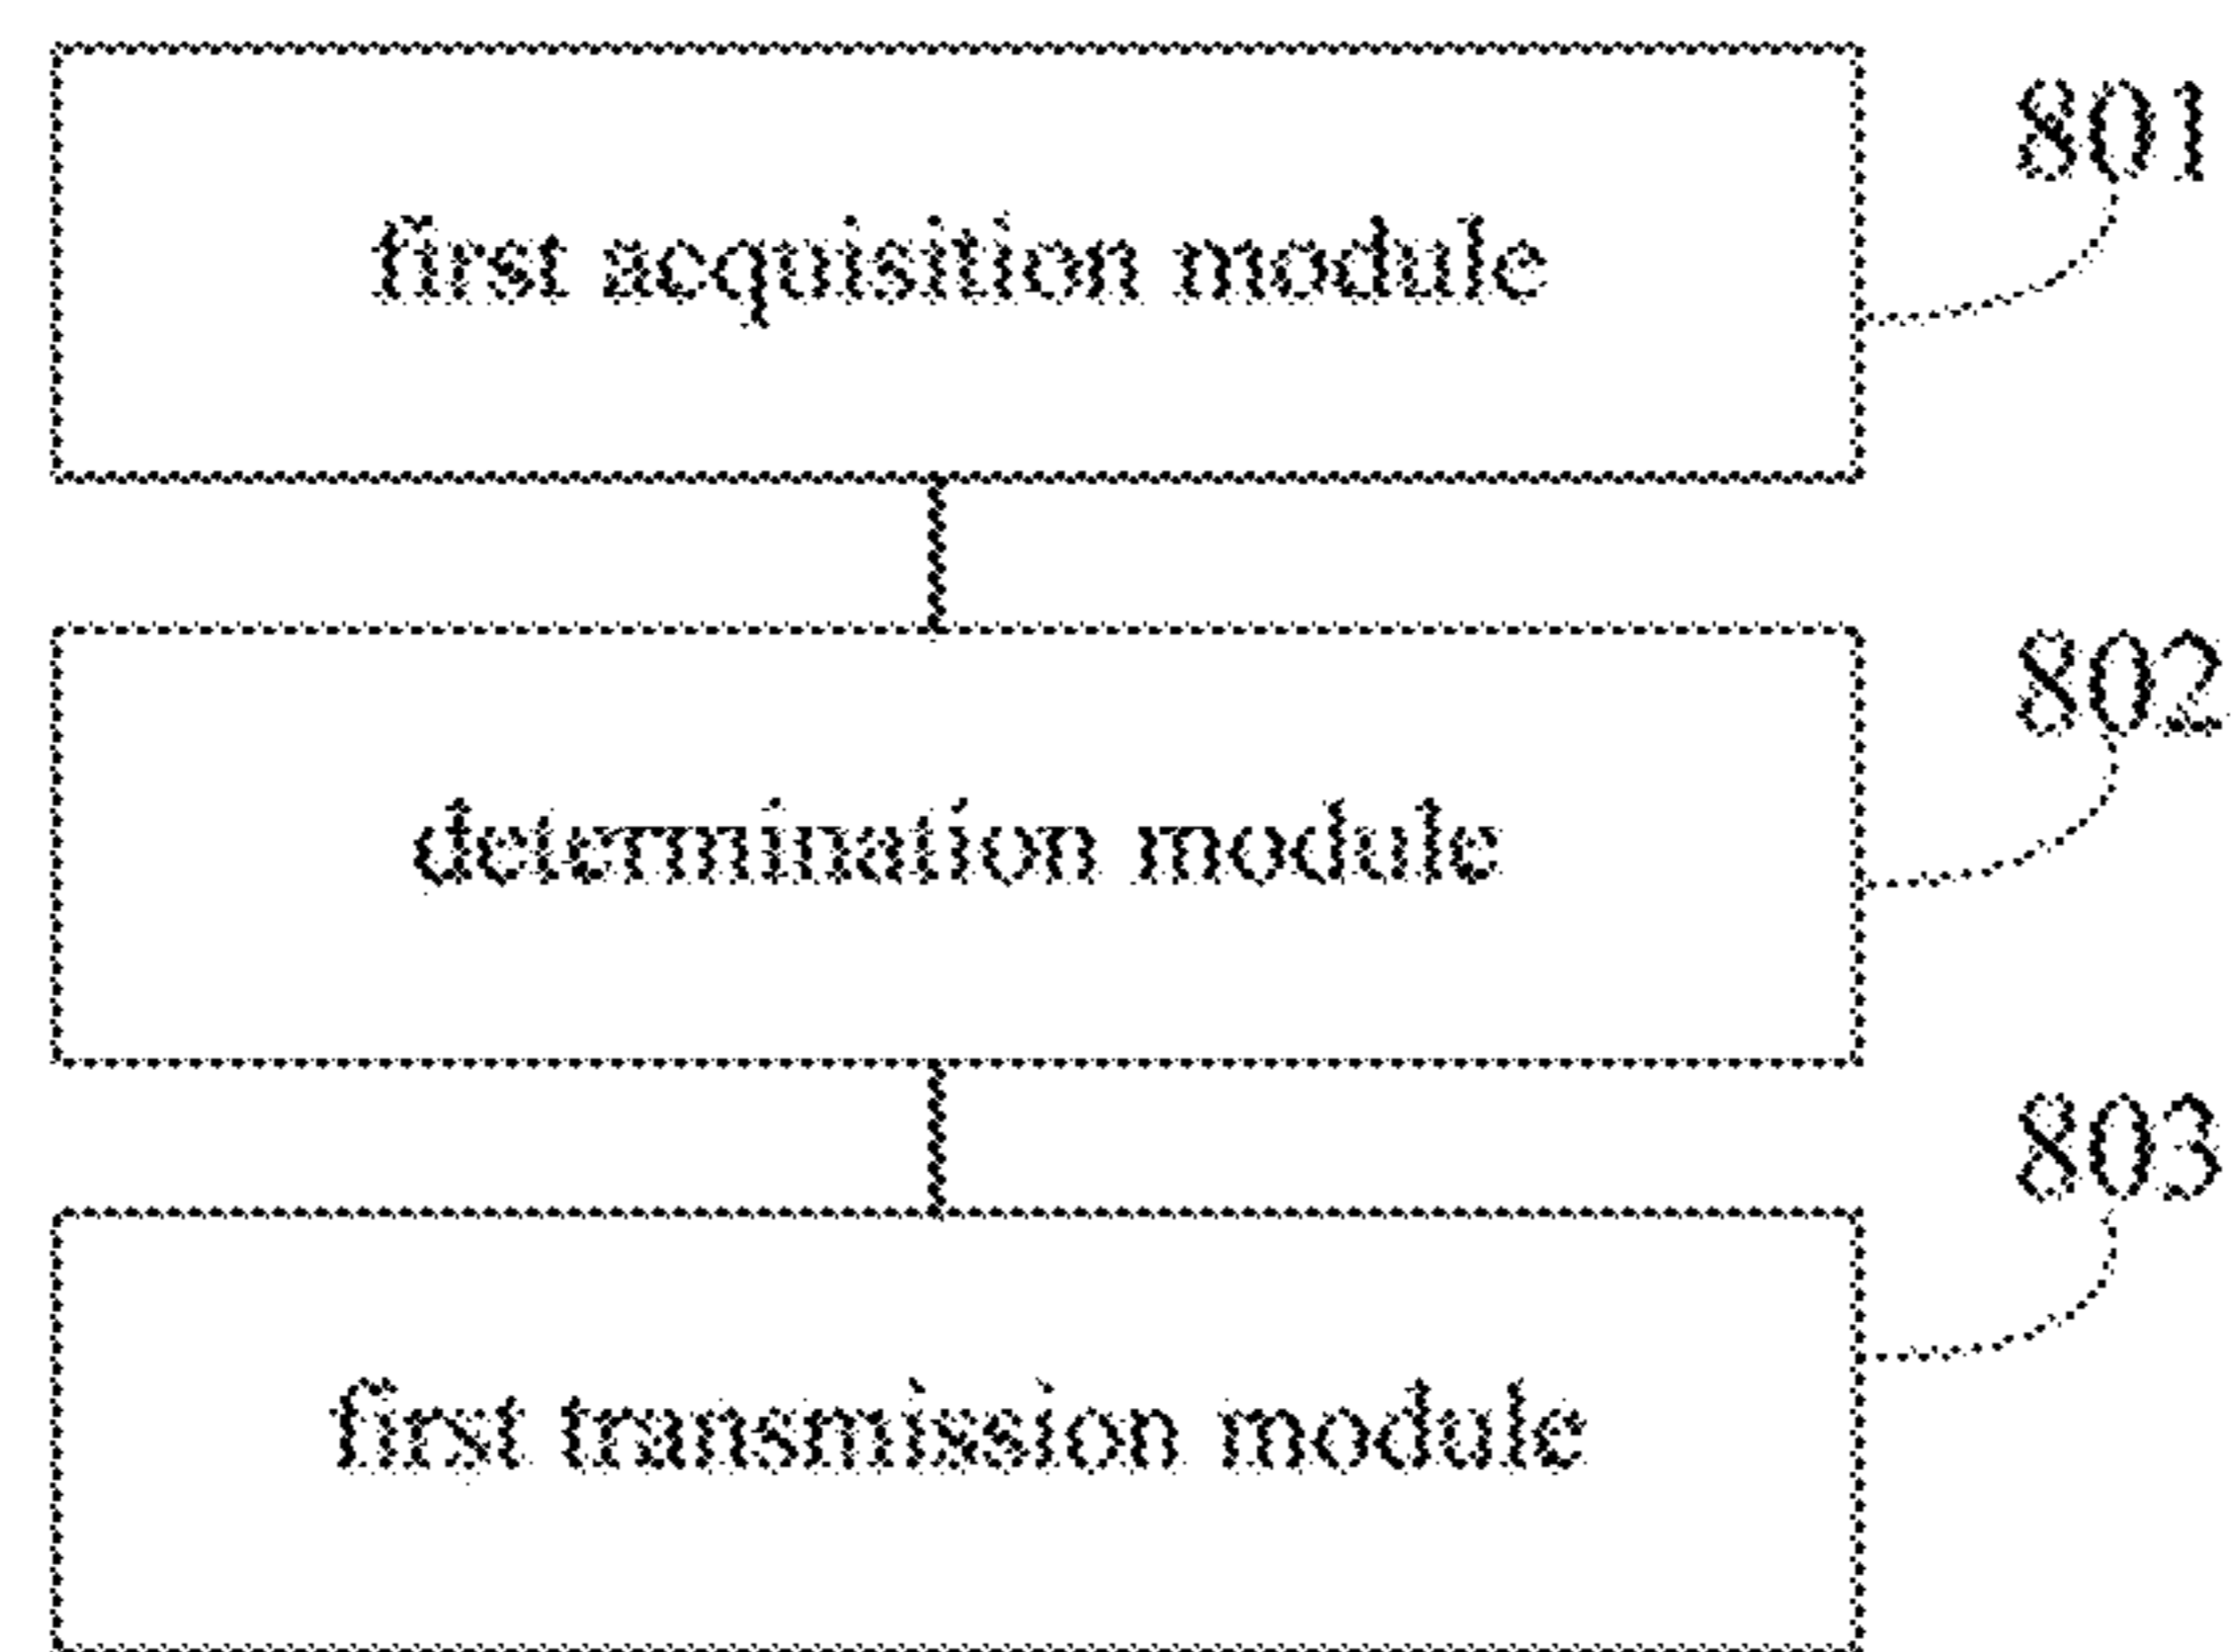 801
first acquisition module
802
determination module
803
first transmission module